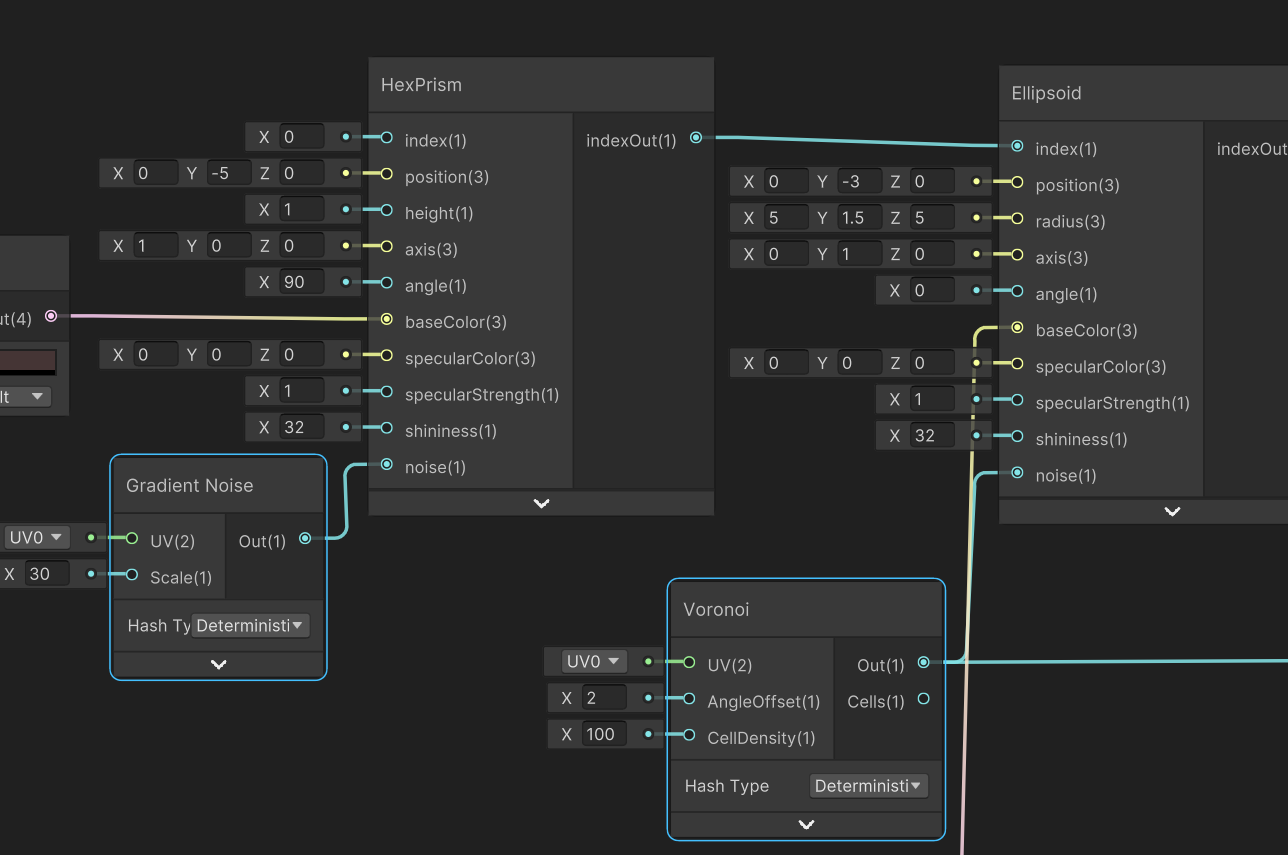 HexPrism
X 0 index(1) indexOut(1)
X 0 Y -5 Z 0 position(3)
X 1 height(1)
X 1 Y 0 Z 0 axis(3)
X 90 angle(1)
baseColor(3)
X 0 Y 0 Z 0 specularColor(3)
X 1 specularStrength(1)
X 32 shininess(1)
noise(1)
ut(4)
lt
Gradient Noise
UV0 UV(2) Out(1)
X 30 Scale(1)
Hash Ty Deterministi
Ellipsoid
index(1) indexOut
X 0 Y -3 Z 0 position(3)
X 5 Y 1.5 Z 5 radius(3)
X 0 Y 1 Z 0 axis(3)
X 0 angle(1)
baseColor(3)
X 0 Y 0 Z 0 specularColor(3)
X 1 specularStrength(1)
X 32 shininess(1)
noise(1)
Voronoi
UV0 UV(2) Out(1)
X 2 AngleOffset(1) Cells(1)
X 100 CellDensity(1)
Hash Type Deterministi